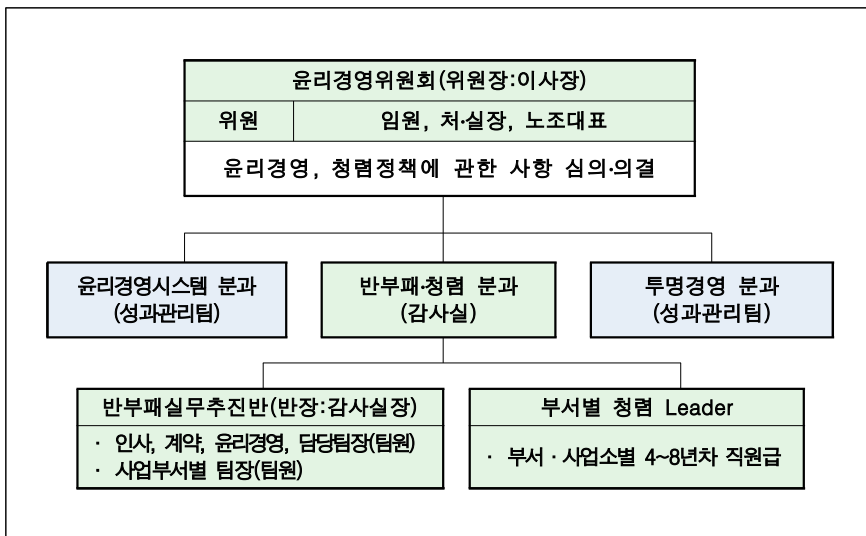 윤리경영위원회(위원장:이사장)
위원 임원, 처·실장, 노조대표
윤리경영, 청렴정책에 관한 사항 심의·의결
윤리경영시스템 분과
(성과관리팀)
반부패·청렴 분과
(감사실)
투명경영 분과
(성과관리팀)
반부패실무추진반(반장:감사실장)
· 인사, 계약, 윤리경영, 담당팀장(팀원)
· 사업부서별 팀장(팀원)
부서별 청렴 Leader
· 부서·사업소별 4~8년차 직원급